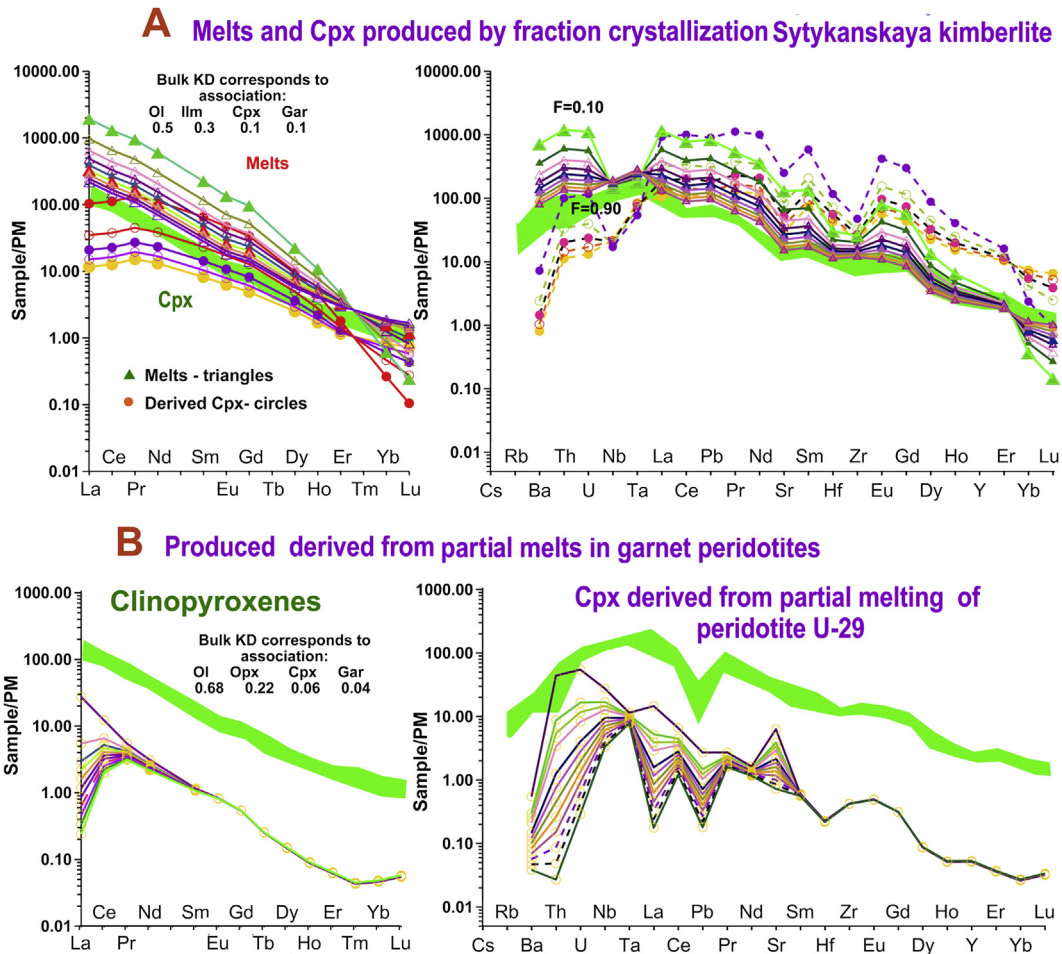 A Melts and Cpx produced by fraction crystallization Sytykanskaya kimberlite
10000.00
1000.00
100.00
10.00
1.00
0.10
0.01
Sample/PM
Bulk KD corresponds to
association:
Ol Ilm Cpx Gar
0.5 0.3 0.1 0.1
Melts
Cpx
Melts - triangles
Derived Cpx- circles
Ce Nd Sm Gd Dy Er Yb
La Pr Eu Tb Ho Tm Lu
10000.00
1000.00
100.00
10.00
1.00
0.10
0.01
Sample/PM
F=0.10
F=0.90
Rb Th Nb La Pb Nd Sm Zr Gd Ho Er Lu
Cs Ba U Ta Ce Pr Sr Hf Eu Dy Y Yb
B Produced derived from partial melts in garnet peridotites
1000.00
100.00
10.00
1.00
0.10
0.01
Sample/PM
Clinopyroxenes
Bulk KD corresponds to
association:
Ol Opx Cpx Gar
0.68 0.22 0.06 0.04
Ce Nd Sm Gd Dy Er Yb
La Pr Eu Tb Ho Tm Lu
1000.00
100.00
10.00
1.00
0.10
0.01
Sample/PM
Cpx derived from partial melting of
peridotite U-29
Rb Th Nb La Pb Nd Sm Zr Gd Ho Er Lu
Cs Ba U Ta Ce Pr Sr Hf Eu Dy Y Yb